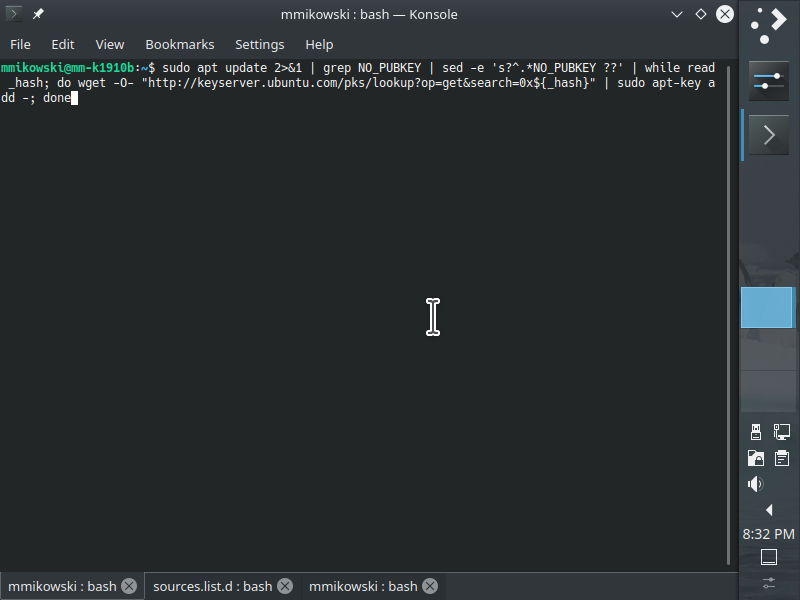 mmikowski : bash — Konsole
File Edit View Bookmarks Settings Help
mmikowski@mm-k1910b:~$ sudo apt update 2>&1 | grep NO_PUBKEY | sed -e 's?^.*NO_PUBKEY ??' | while read
_hash; do wget -O- "http://keyserver.ubuntu.com/pks/lookup?op=get&search=0x${_hash}" | sudo apt-key a
dd -; done
8:32 PM
mmikowski : bash sources.list.d : bash mmikowski : bash